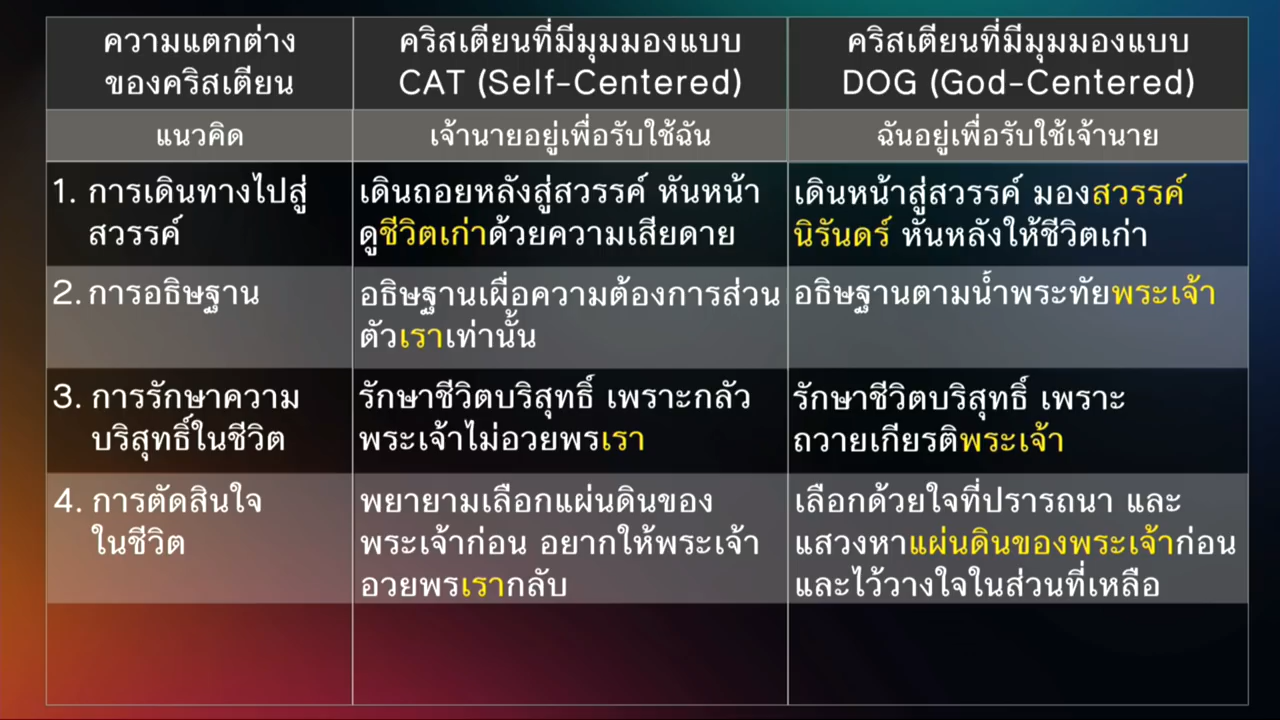 ความแตกต่าง
ของคริสเตียน
คริสเตียนที่มีมุมมองแบบ
CAT (Self-Centered)
คริสเตียนที่มีมุมมองแบบ
DOG (God-Centered)
แนวคิด
เจ้านายอยู่เพื่อรับใช้ฉัน
ฉันอยู่เพื่อรับใช้เจ้านาย
1. การเดินทางไปสู่
สวรรค์
เดินถอยหลังสู่สวรรค์ หันหน้า
ดูชีวิตเก่าด้วยความเสียดาย
เดินหน้าสู่สวรรค์ มองสวรรค์
นิรันดร์ หันหลังให้ชีวิตเก่า
2. การอธิษฐาน
อธิษฐานเผื่อความต้องการส่วน
ตัวเราเท่านั้น
อธิษฐานตามน้ำพระทัยพระเจ้า
3. การรักษาความ
บริสุทธิ์ในชีวิต
รักษาชีวิตบริสุทธิ์ เพราะกลัว
พระเจ้าไม่อวยพรเรา
รักษาชีวิตบริสุทธิ์ เพราะ
ถวายเกียรติพระเจ้า
4. การตัดสินใจ
ในชีวิต
พยายามเลือกแผ่นดินของ
พระเจ้าก่อน อยากให้พระเจ้า
อวยพรเรากลับ
เลือกด้วยใจที่ปรารถนา และ
แสวงหาแผ่นดินของพระเจ้าก่อน
และไว้วางใจในส่วนที่เหลือ